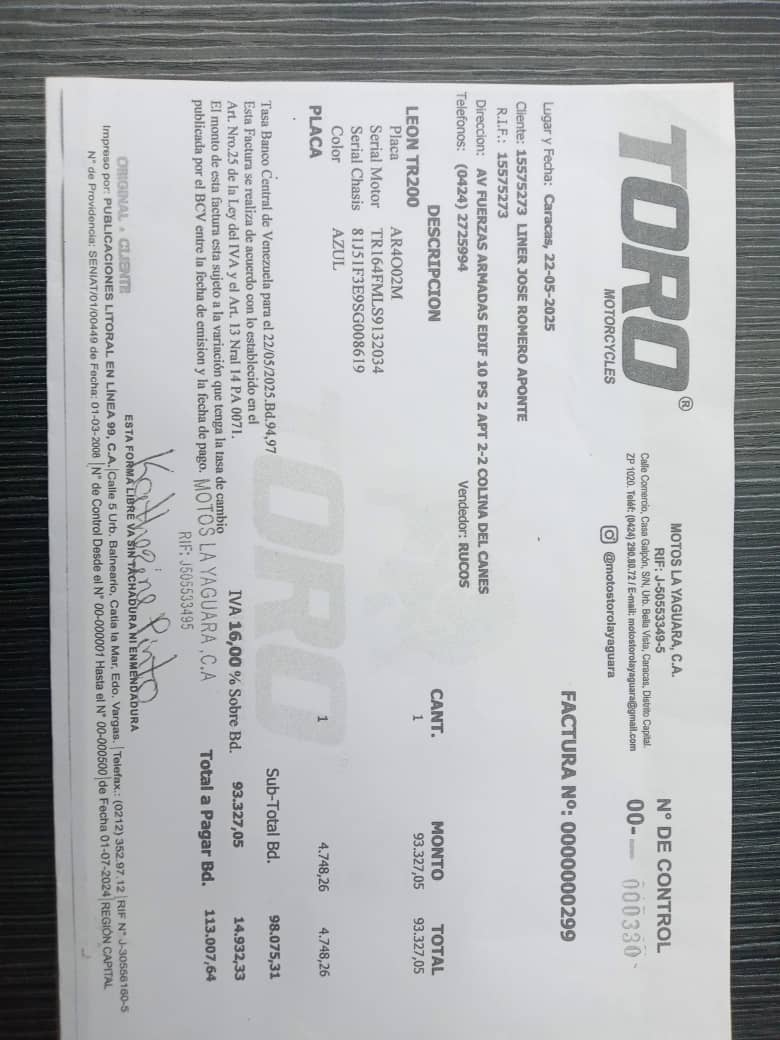 TORO®
MOTORCYCLES
MOTOS LA YAGUARA, C.A.
RIF: J-50553349-5
Calle Comercio, Casa Galpón, S/N, Urb. Bella Vista, Caracas, Distrito Capital.
ZP 1020. Teléf: (0424) 290.80.72 / E-mail: motostorolayaguara@gmail.com
@motostorolayaguara
N° DE CONTROL
00- 000330
FACTURA Nº: 0000000299
Lugar y Fecha: Caracas, 22-05-2025
Cliente: 15575273 LINER JOSE ROMERO APONTE
R.I.F.: 15575273
Direccion: AV FUERZAS ARMADAS EDIF 10 PS 2 APT 2-2 COLINA DEL CANES
Telefonos: (0424) 2725994 Vendedor: RUCOS
DESCRIPCION CANT. MONTO TOTAL
LEON TR200 1 93.327,05 93.327,05
Placa AR4O02M
Serial Motor TR164FMLS9132034
Serial Chasis 81J51F3E9SG008619
Color AZUL
PLACA 1 4.748,26 4.748,26
TORO
Tasa Banco Central de Venezuela para el 22/05/2025.Bd.94,97
Esta Factura se realiza de acuerdo con lo establecido en el
Art. Nro.25 de la Ley del IVA y el Art. 13 Nral 14 PA 0071.
El monto de esta factura esta sujeto a la variación que tenga la tasa de cambio
publicada por el BCV entre la fecha de emision y la fecha de pago.
Sub-Total Bd. 98.075,31
IVA 16,00 % Sobre Bd. 93.327,05 14.932,33
Total a Pagar Bd. 113.007,64
MOTOS LA YAGUARA ,C.A
RIF: J505533495
Katherine Pinto
ORIGINAL - CLIENTE
ESTA FORMA LIBRE VA SIN TACHADURA NI ENMENDADURA
Impreso por: PUBLICACIONES LITORAL EN LÍNEA 99, C.A. Calle 5 Urb. Balneario, Catia la Mar, Edo. Vargas. Telefax.: (0212) 352.97.12 RIF N° J-30556160-5
N° de Providencia: SENIAT/01/00449 de Fecha: 01-03-2008 N° de Control Desde el N° 00-000001 Hasta el N° 00-000500 de Fecha 01-07-2024 REGIÓN CAPITAL